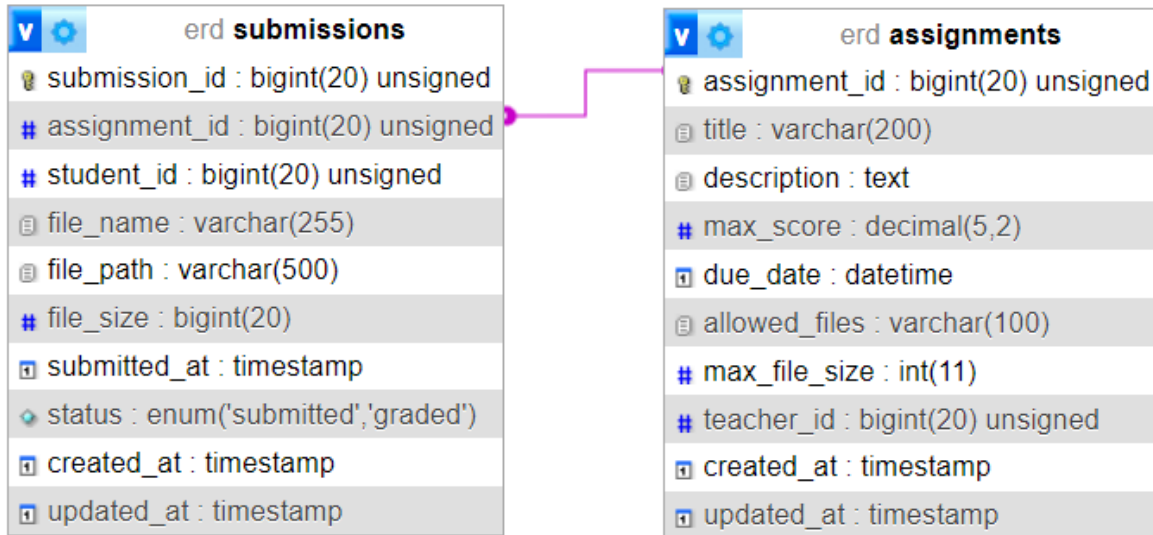 v erd submissions
submission_id : bigint(20) unsigned
# assignment_id : bigint(20) unsigned
# student_id : bigint(20) unsigned
file_name : varchar(255)
file_path : varchar(500)
# file_size : bigint(20)
submitted_at : timestamp
status : enum('submitted','graded')
created_at : timestamp
updated_at : timestamp
v erd assignments
assignment_id : bigint(20) unsigned
title : varchar(200)
description : text
# max_score : decimal(5,2)
due_date : datetime
allowed_files : varchar(100)
# max_file_size : int(11)
# teacher_id : bigint(20) unsigned
created_at : timestamp
updated_at : timestamp